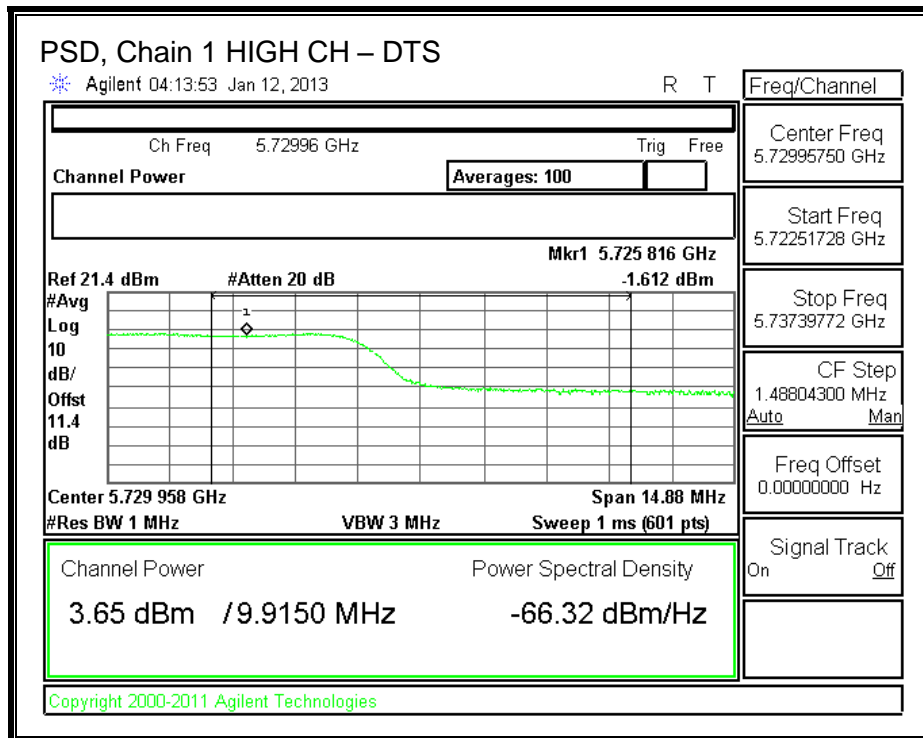 PSD, Chain 1 HIGH CH – DTS
Agilent 04:13:53 Jan 12, 2013 R T
Freq/Channel
Ch Freq 5.72996 GHz Trig Free
Channel Power Averages: 100
Mkr1 5.725 816 GHz
Ref 21.4 dBm #Atten 20 dB -1.612 dBm
#Avg
Log
10
dB/
Offst
11.4
dB
1
Center 5.729 958 GHz Span 14.88 MHz
#Res BW 1 MHz VBW 3 MHz Sweep 1 ms (601 pts)
Channel Power Power Spectral Density
3.65 dBm / 9.9150 MHz -66.32 dBm/Hz
Center Freq
5.72995750 GHz
Start Freq
5.72251728 GHz
Stop Freq
5.73739772 GHz
CF Step
1.48804300 MHz
Auto Man
Freq Offset
0.00000000 Hz
Signal Track
On Off
Copyright 2000-2011 Agilent Technologies